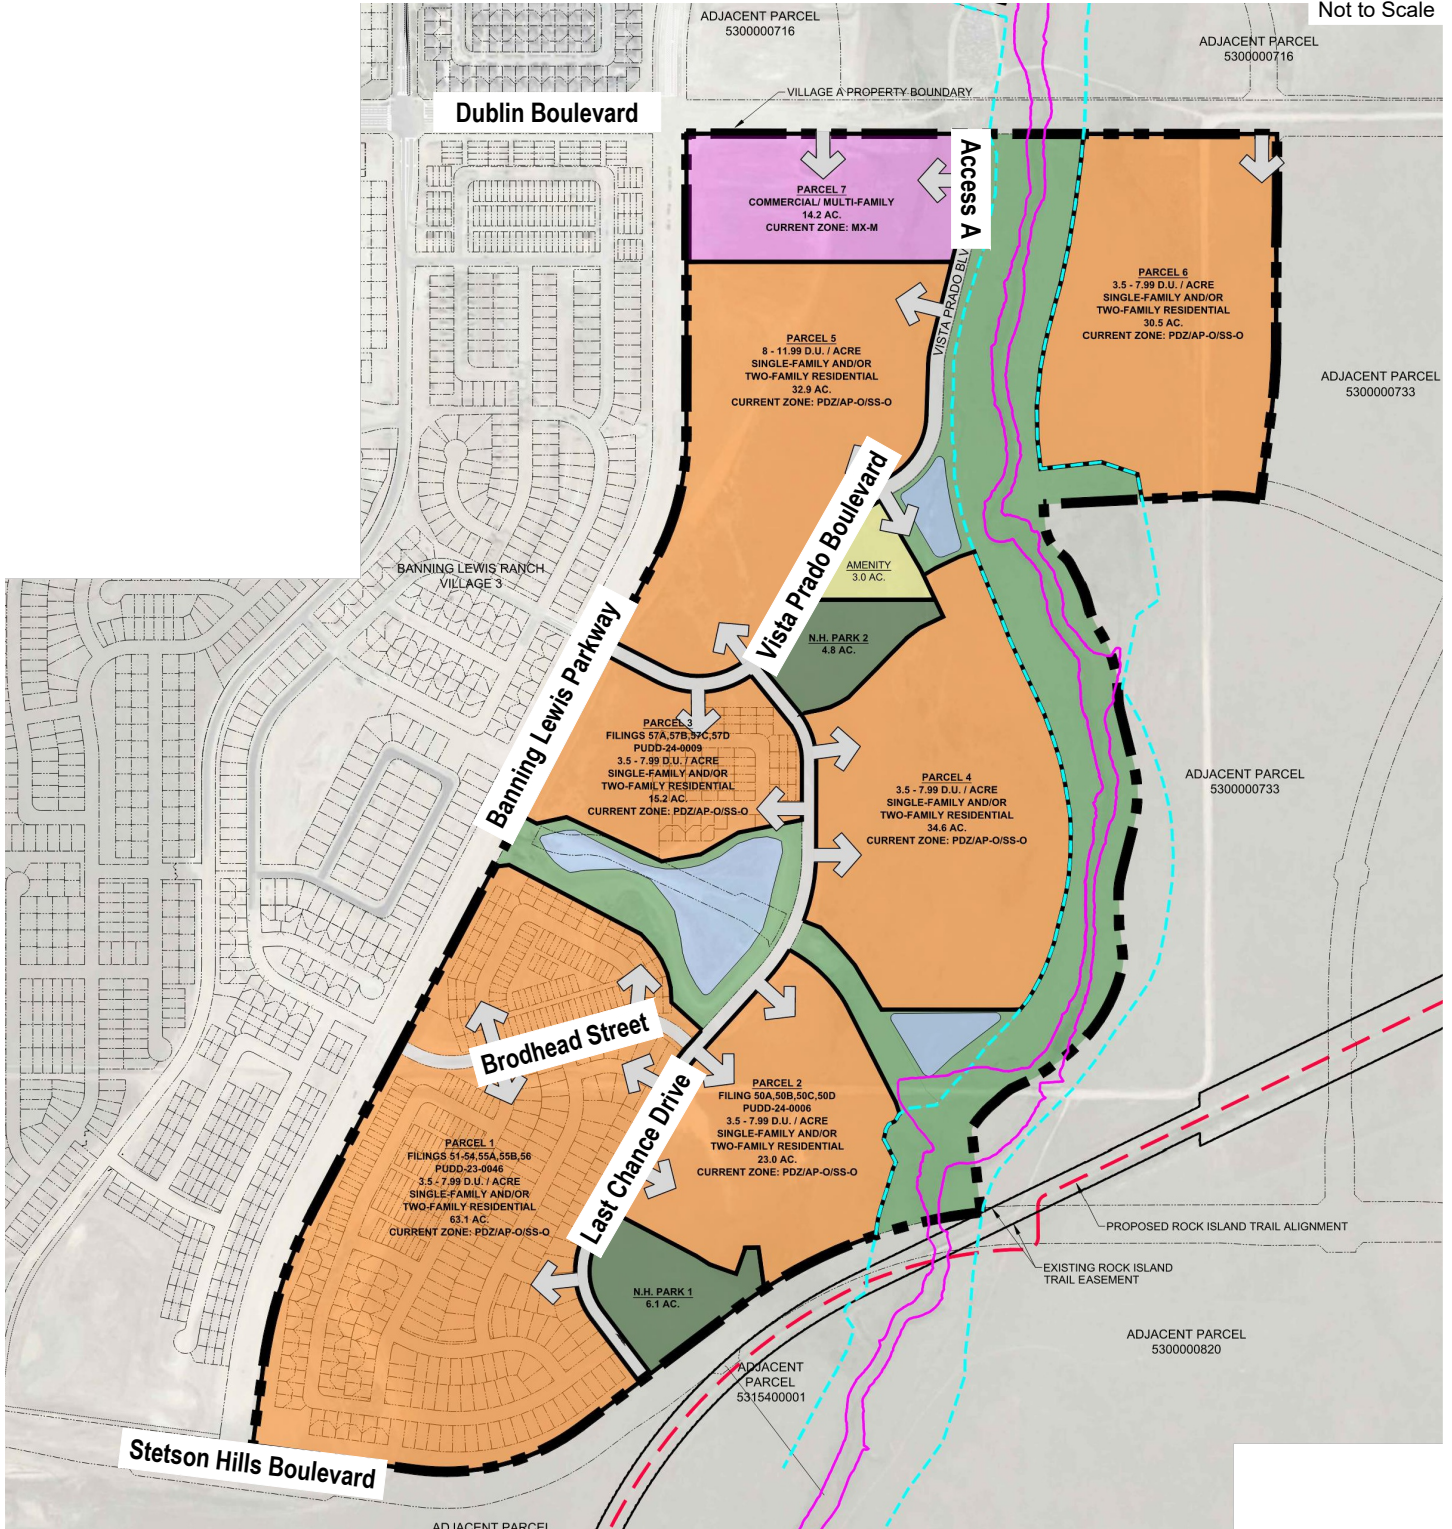 Not to Scale
ADJACENT PARCEL
5300000716
ADJACENT PARCEL
5300000716
VILLAGE A PROPERTY BOUNDARY
Dublin Boulevard
Access A
PARCEL 7
COMMERCIAL/ MULTI-FAMILY
14.2 AC.
CURRENT ZONE: MX-M
VISTA PRADO BLV
PARCEL 6
3.5 - 7.99 D.U. / ACRE
SINGLE-FAMILY AND/OR
TWO-FAMILY RESIDENTIAL
30.5 AC.
CURRENT ZONE: PDZ/AP-O/SS-O
PARCEL 5
8 - 11.99 D.U. / ACRE
SINGLE-FAMILY AND/OR
TWO-FAMILY RESIDENTIAL
32.9 AC.
CURRENT ZONE: PDZ/AP-O/SS-O
ADJACENT PARCEL
5300000733
Vista Prado Boulevard
BANNING LEWIS RANCH
VILLAGE 3
AMENITY
3.0 AC.
N.H. PARK 2
4.8 AC.
Banning Lewis Parkway
PARCEL 3
FILINGS 57A,57B,57C,57D
PUDD-24-0009
3.5 - 7.99 D.U. / ACRE
SINGLE-FAMILY AND/OR
TWO-FAMILY RESIDENTIAL
15.2 AC.
CURRENT ZONE: PDZ/AP-O/SS-O
PARCEL 4
3.5 - 7.99 D.U. / ACRE
SINGLE-FAMILY AND/OR
TWO-FAMILY RESIDENTIAL
34.6 AC.
CURRENT ZONE: PDZ/AP-O/SS-O
ADJACENT PARCEL
5300000733
Brodhead Street
Last Chance Drive
PARCEL 2
FILING 50A,50B,50C,50D
PUDD-24-0006
3.5 - 7.99 D.U. / ACRE
SINGLE-FAMILY AND/OR
TWO-FAMILY RESIDENTIAL
23.0 AC.
CURRENT ZONE: PDZ/AP-O/SS-O
PARCEL 1
FILINGS 51-54,55A,55B,56
PUDD-23-0046
3.5 - 7.99 D.U. / ACRE
SINGLE-FAMILY AND/OR
TWO-FAMILY RESIDENTIAL
63.1 AC.
CURRENT ZONE: PDZ/AP-O/SS-O
PROPOSED ROCK ISLAND TRAIL ALIGNMENT
EXISTING ROCK ISLAND
TRAIL EASEMENT
N.H. PARK 1
6.1 AC.
ADJACENT PARCEL
5300000820
ADJACENT
PARCEL
5315400001
Stetson Hills Boulevard
ADJACENT PARCEL